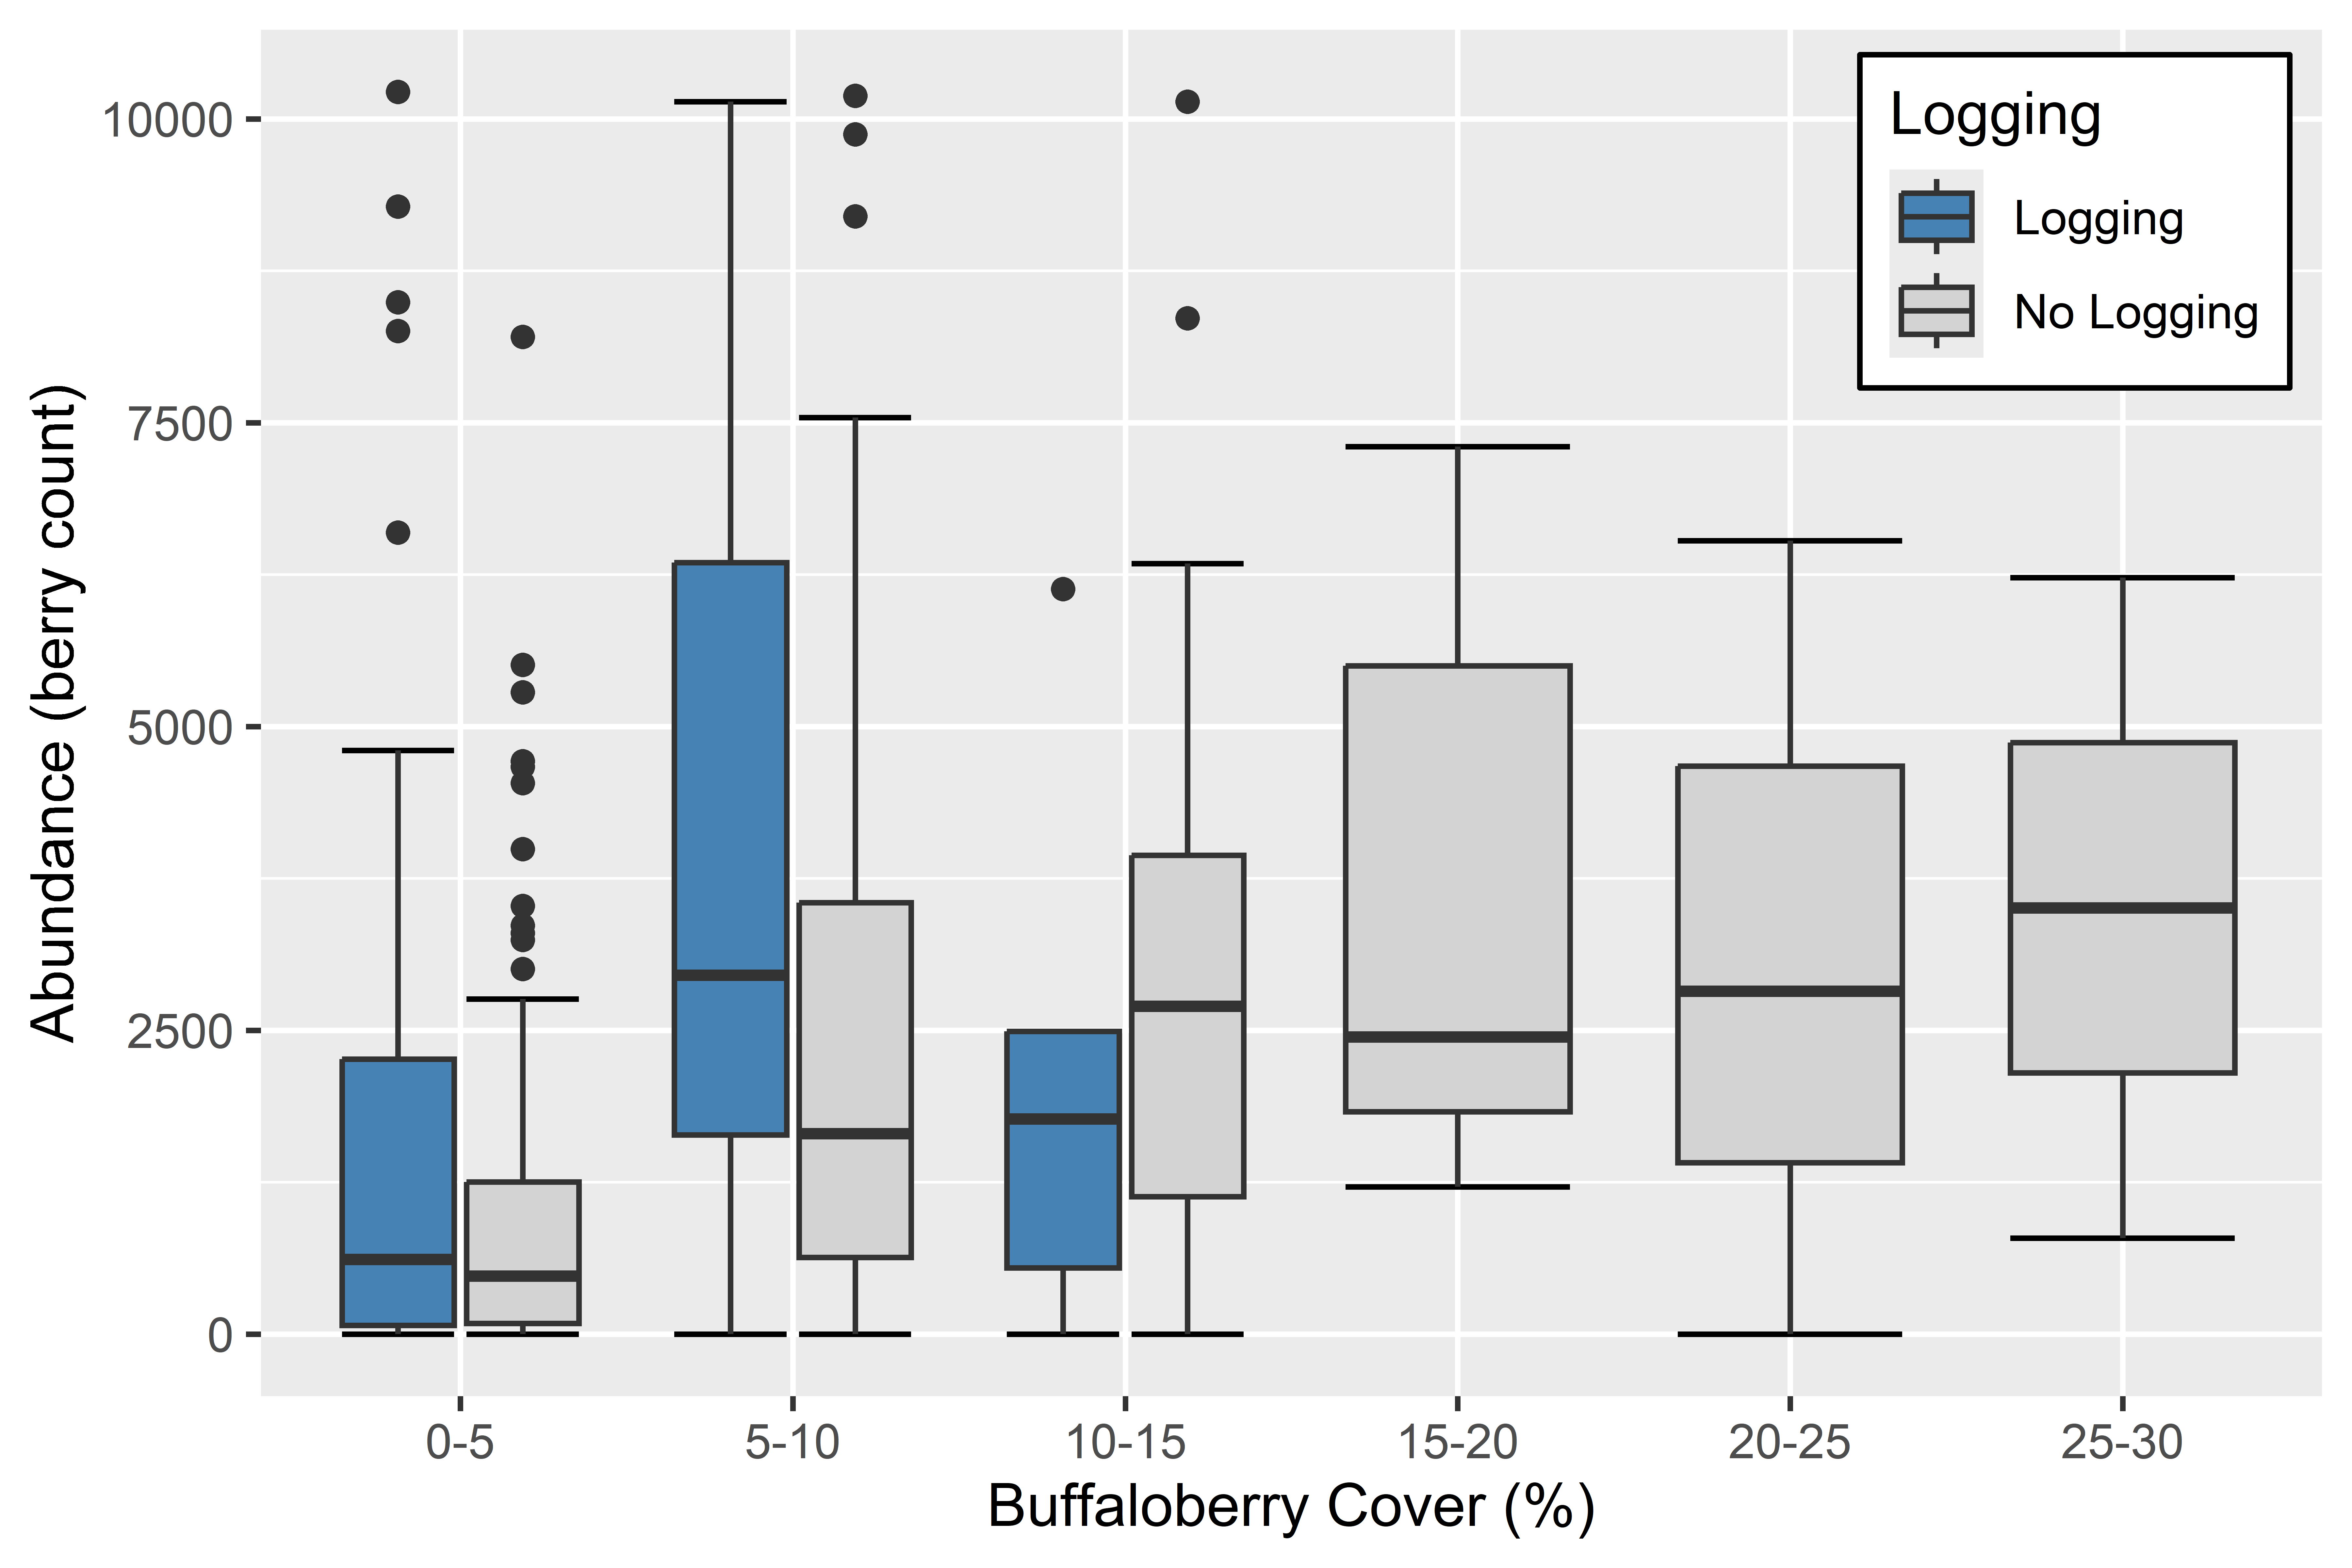 Logging
Logging
No Logging
Abundance (berry count)
10000
7500
5000
2500
0
0-5 5-10 10-15 15-20 20-25 25-30
Buffaloberry Cover (%)